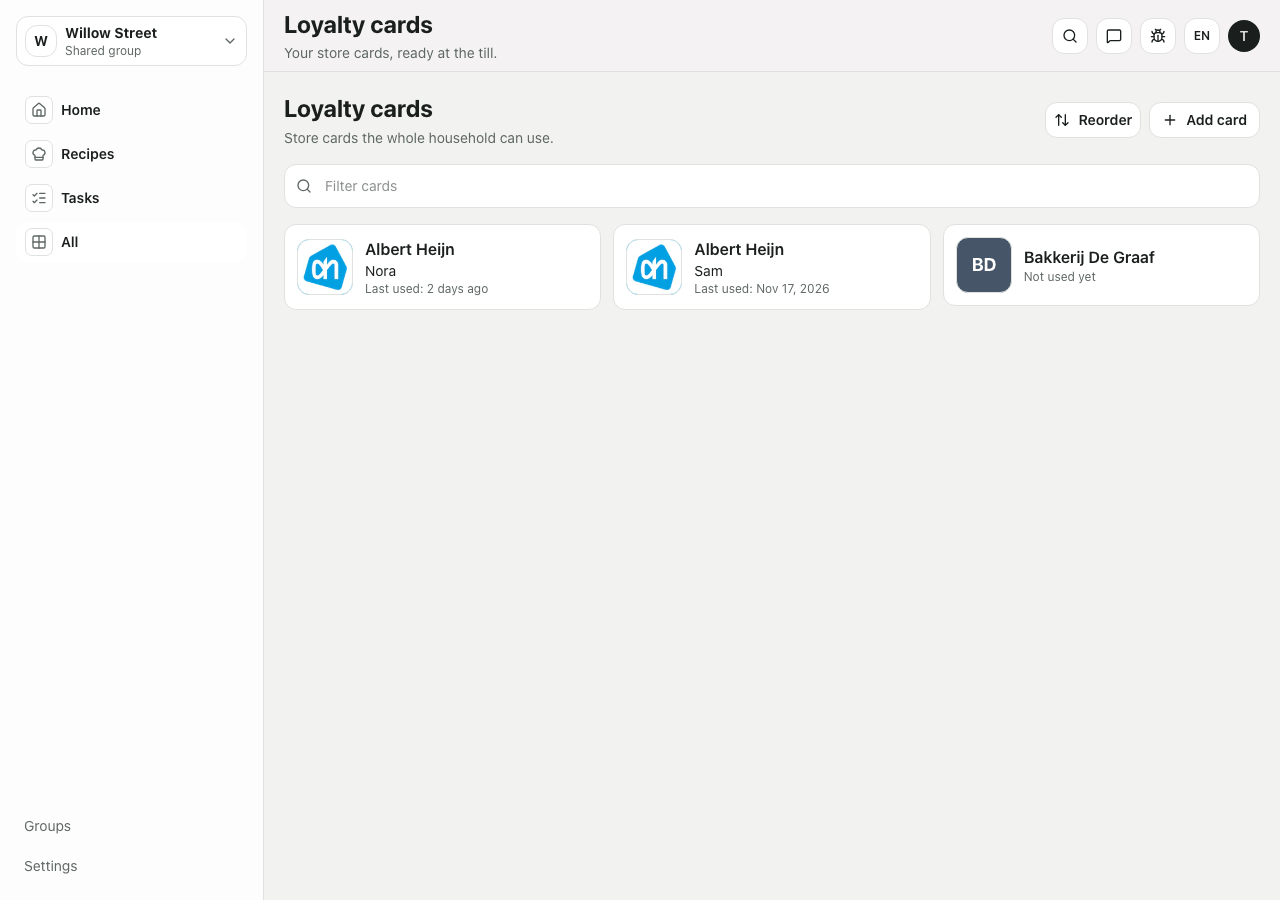 W
Willow Street
Shared group
Home
Recipes
Tasks
All
Groups
Settings
Loyalty cards
Your store cards, ready at the till.
EN
T
Loyalty cards
Store cards the whole household can use.
Reorder
Add card
Filter cards
ah
Albert Heijn
Nora
Last used: 2 days ago
ah
Albert Heijn
Sam
Last used: Nov 17, 2026
BD
Bakkerij De Graaf
Not used yet